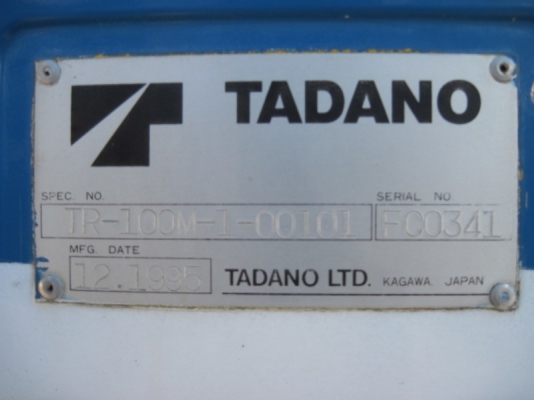 TADANO
SPEC. NO. SERIAL NO.
TR-100M-1-00101 FC0341
MFG. DATE
12.1995 TADANO LTD. KAGAWA, JAPAN